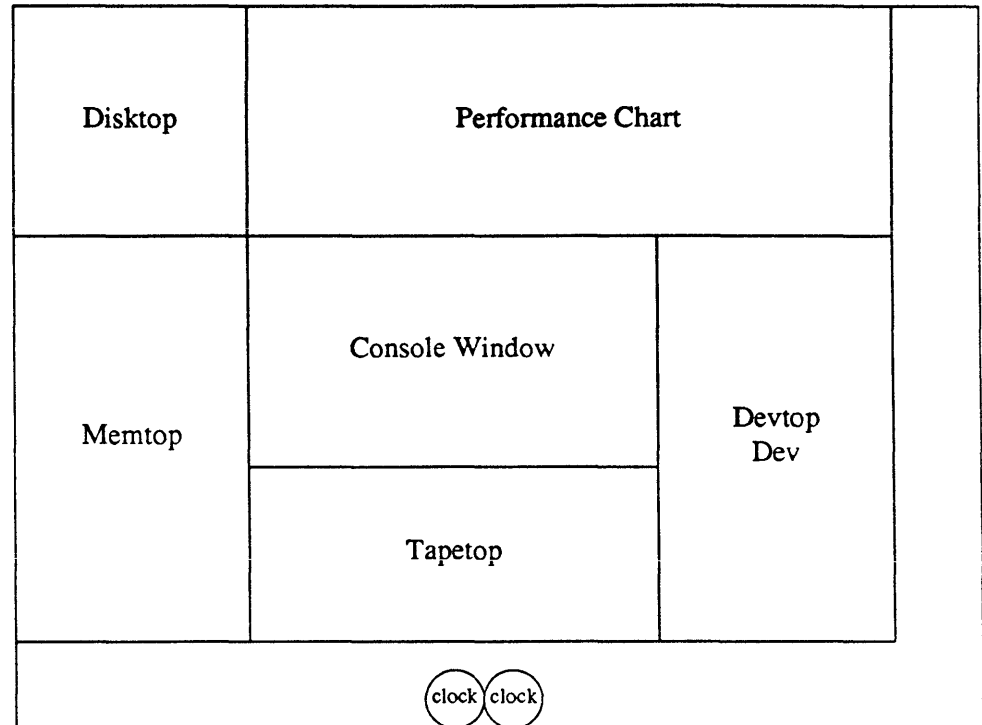 Disktop
Performance Chart
Console Window
Memtop
Devtop
Dev
Tapetop
clock clock